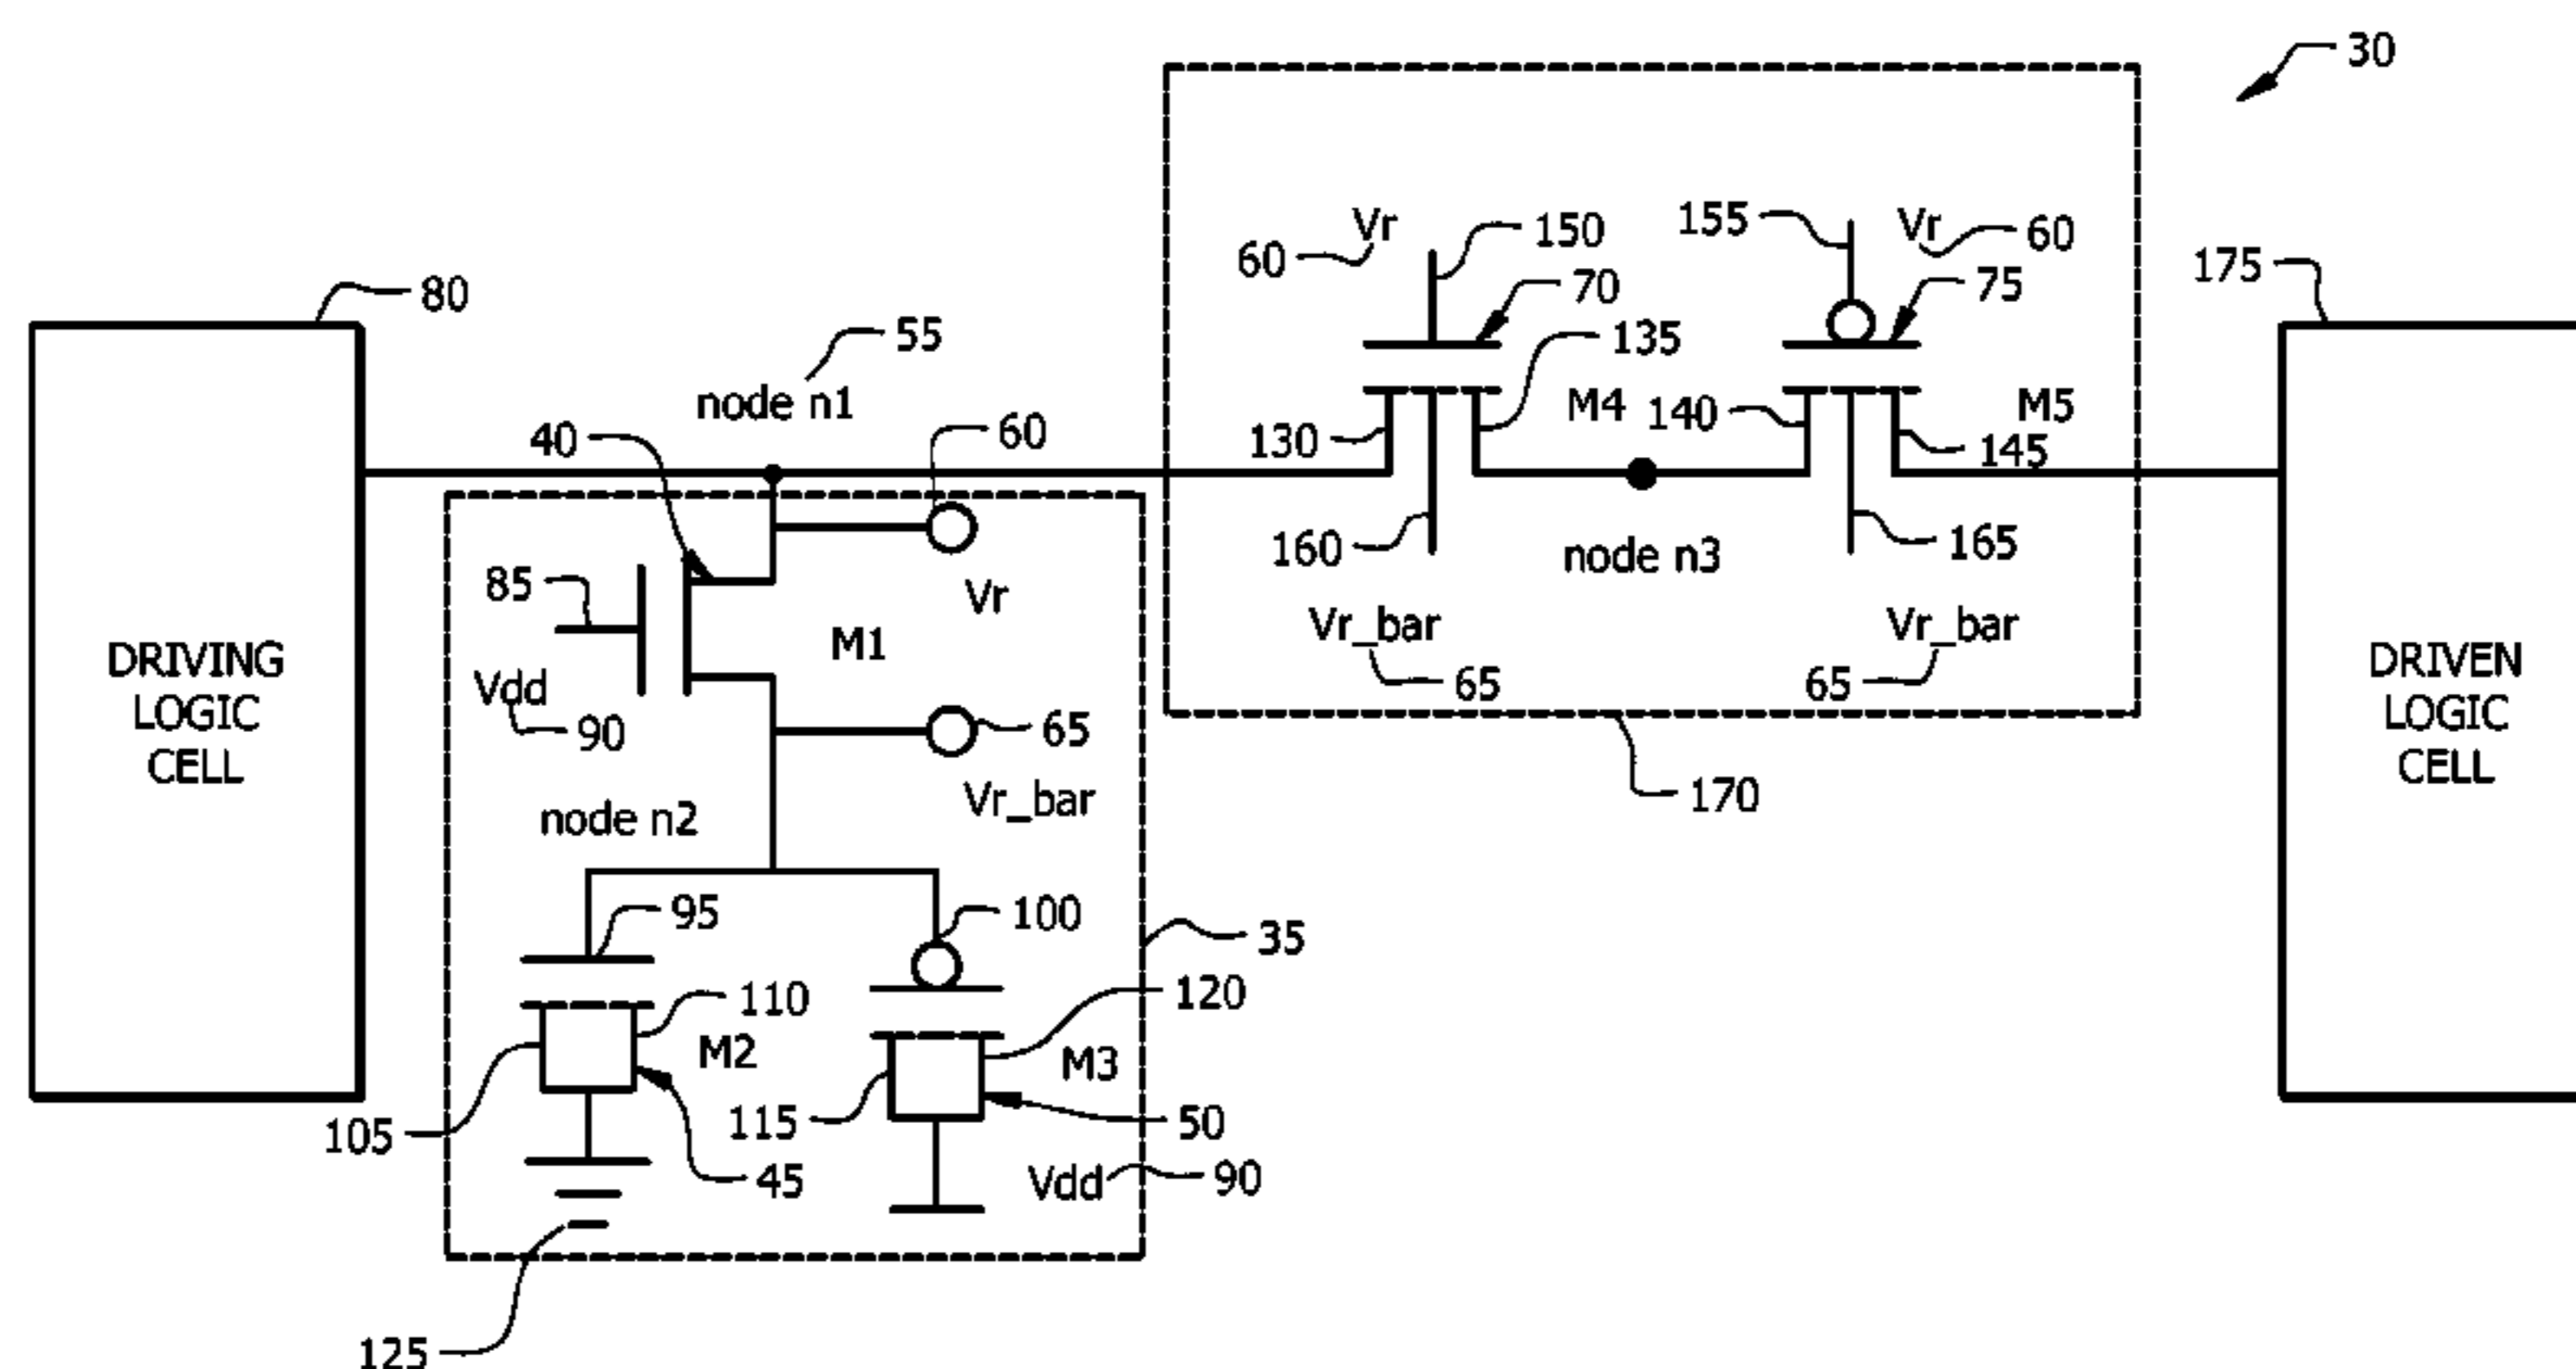 30
Vr
150
155
Vr
60
60
175
80
70
75
55
135
node n1
M4
140
M5
40
60
130
145
85
Vr
160
node n3
165
M1
Vr_bar
Vr_bar
DRIVING
LOGIC
CELL
Vdd
90
65
65
65
DRIVEN
LOGIC
CELL
Vr_bar
170
node n2
95
100
35
110
120
M2
M3
105
115
50
45
Vdd
90
125